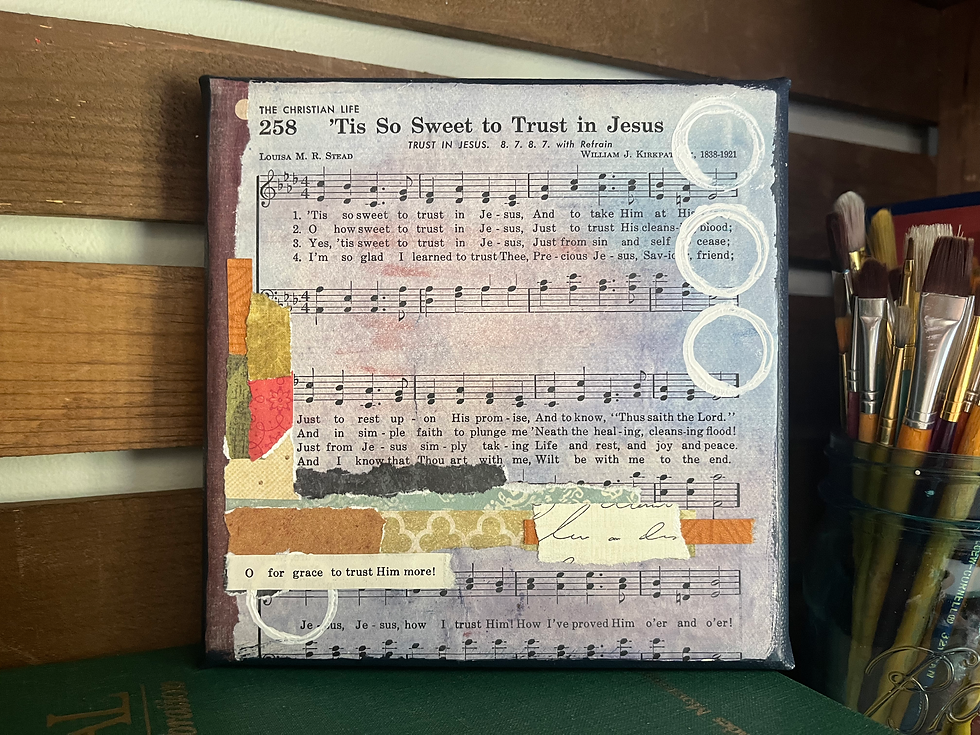 THE CHRISTIAN LIFE
258 'Tis So Sweet to Trust in Jesus
TRUST IN JESUS. 8. 7. 8. 7. with Refrain
LOUISA M. R. STEAD WILLIAM J. 1838-1921
1. 'Tis so sweet to trust in Je - sus, And to take Him at
2. O how sweet to trust in Je - sus, Just to trust His cleans - blood;
3. Yes, 'tis sweet to trust in Je - sus, Just from sin and self cease;
4. I'm so glad I learned to trust Thee, Pre - cious Je - sus, friend;
Just to rest up - on His prom - ise, And to know, "Thus saith the Lord."
And in sim - ple faith to plunge me 'Neath the heal - ing, cleans - ing flood!
Just from Je - sus sim - ply tak - ing Life and rest, and joy and peace.
And I know that Thou art with me, Wilt be with me to the end.
O for grace to trust Him more!
sus, Je - sus, how I trust Him! How I've proved Him o'er and o'er!